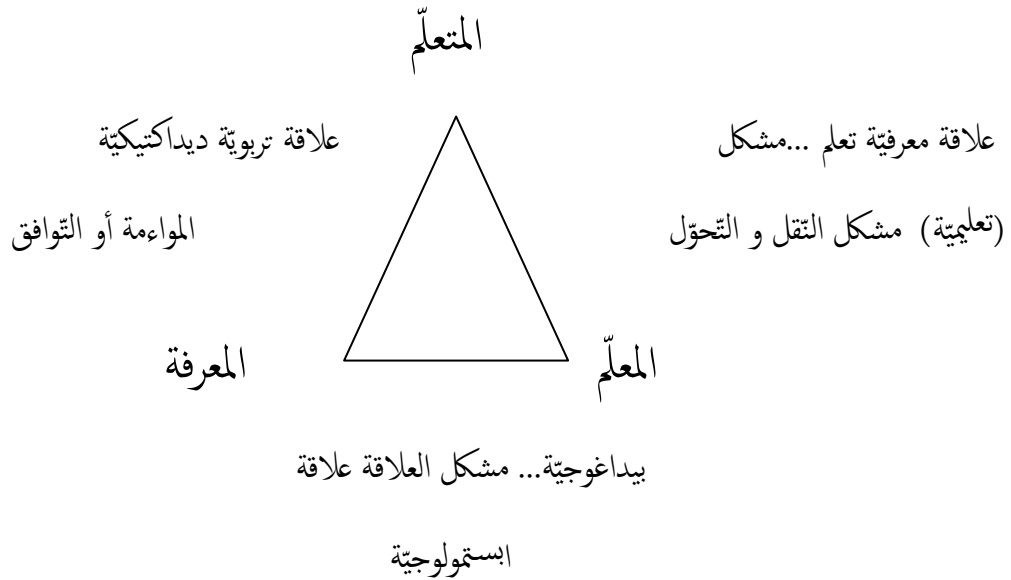 المتعلّم
علاقة معرفيّة تعلم ...مشكل
علاقة تربويّة ديداكتيكيّة
(تعليميّة) مشكل النّقل و التّحوّل
المواءمة أو التّوافق
المعلّم
المعرفة
بيداغوجيّة... مشكل العلاقة علاقة
ابستمولوجيّة